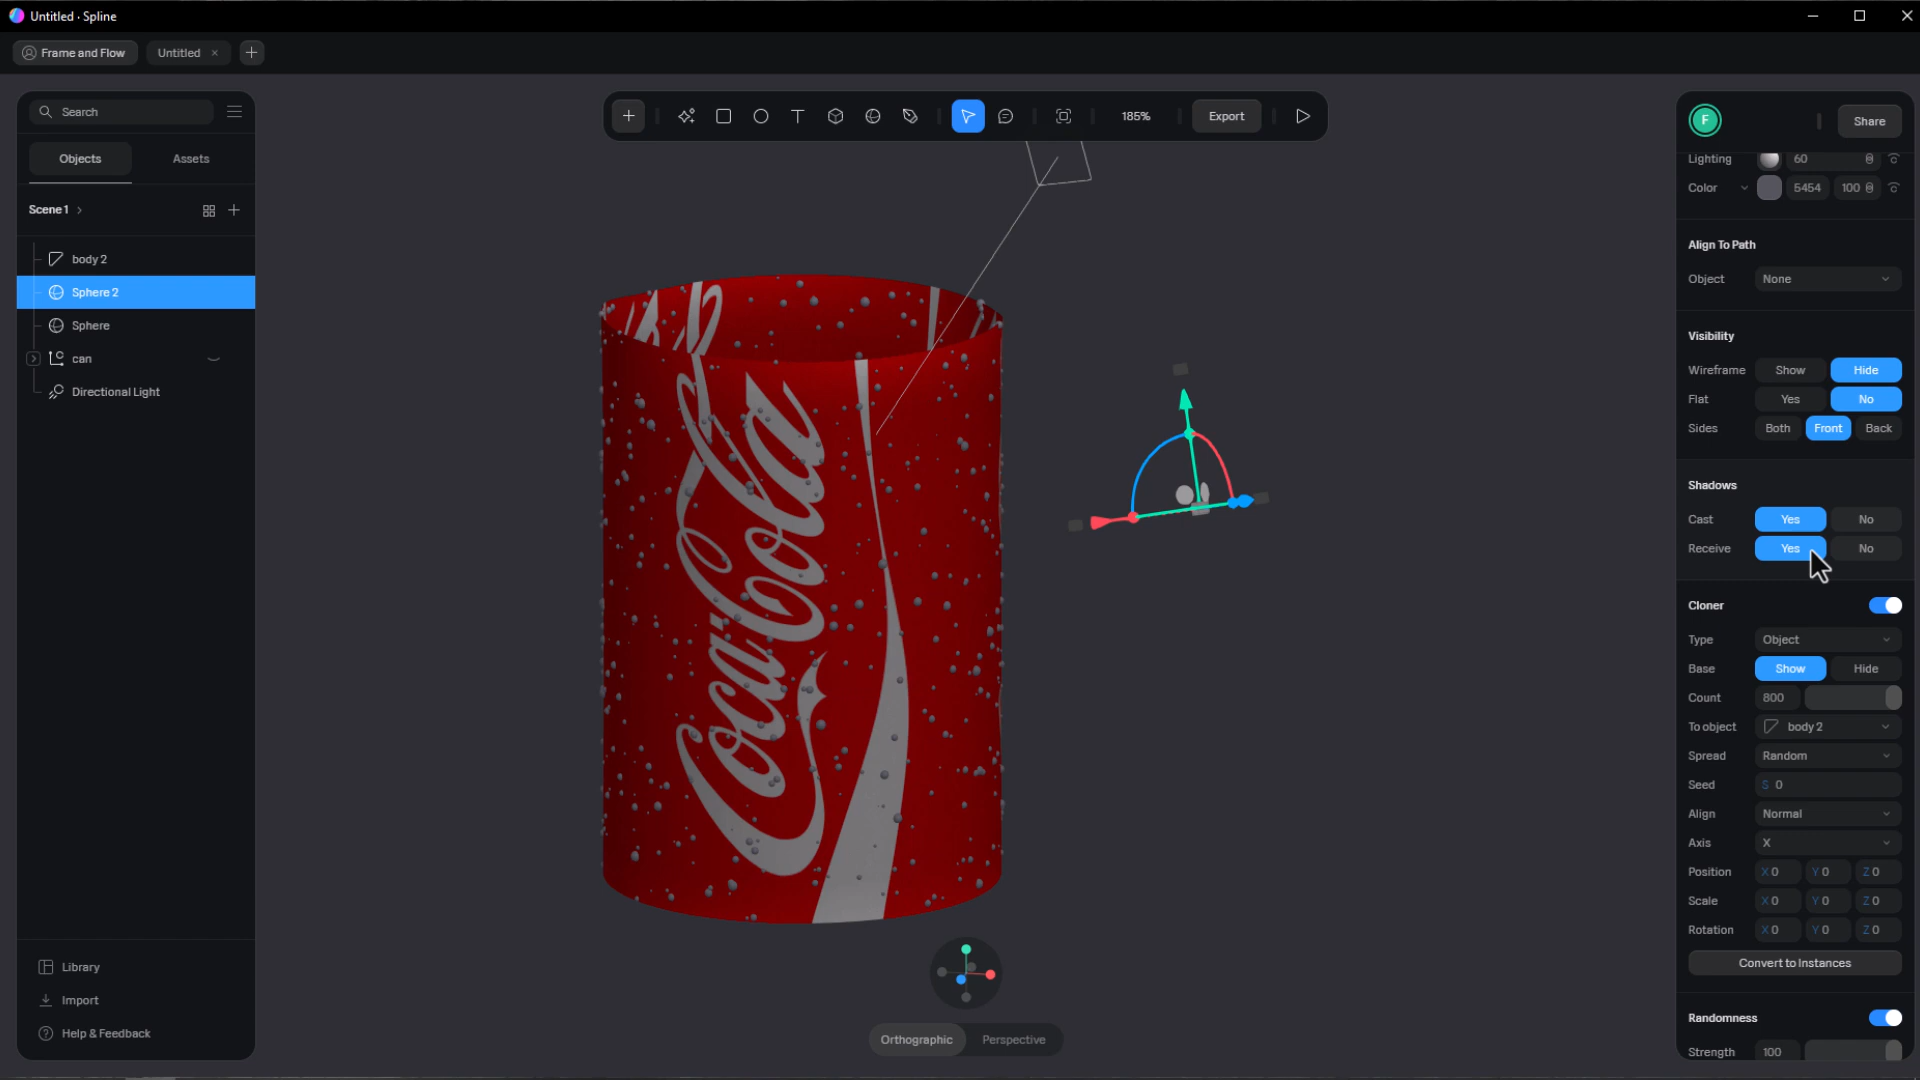 Untitled · Spline
Frame and Flow
Untitled
Search
Objects
Assets
Scene 1
body 2
Sphere 2
Sphere
can
Directional Light
Library
Import
Help & Feedback
185%
Export
Coca-Cola
Orthographic
Perspective
F
Share
Lighting 60
Color 5454 100
Align To Path
Object None
Visibility
Wireframe Show Hide
Flat Yes No
Sides Both Front Back
Shadows
Cast Yes No
Receive Yes No
Cloner
Type Object
Base Show Hide
Count 800
To object body 2
Spread Random
Seed S 0
Align Normal
Axis X
Position X 0 Y 0 Z 0
Scale X 0 Y 0 Z 0
Rotation X 0 Y 0 Z 0
Convert to Instances
Randomness
Strength 100